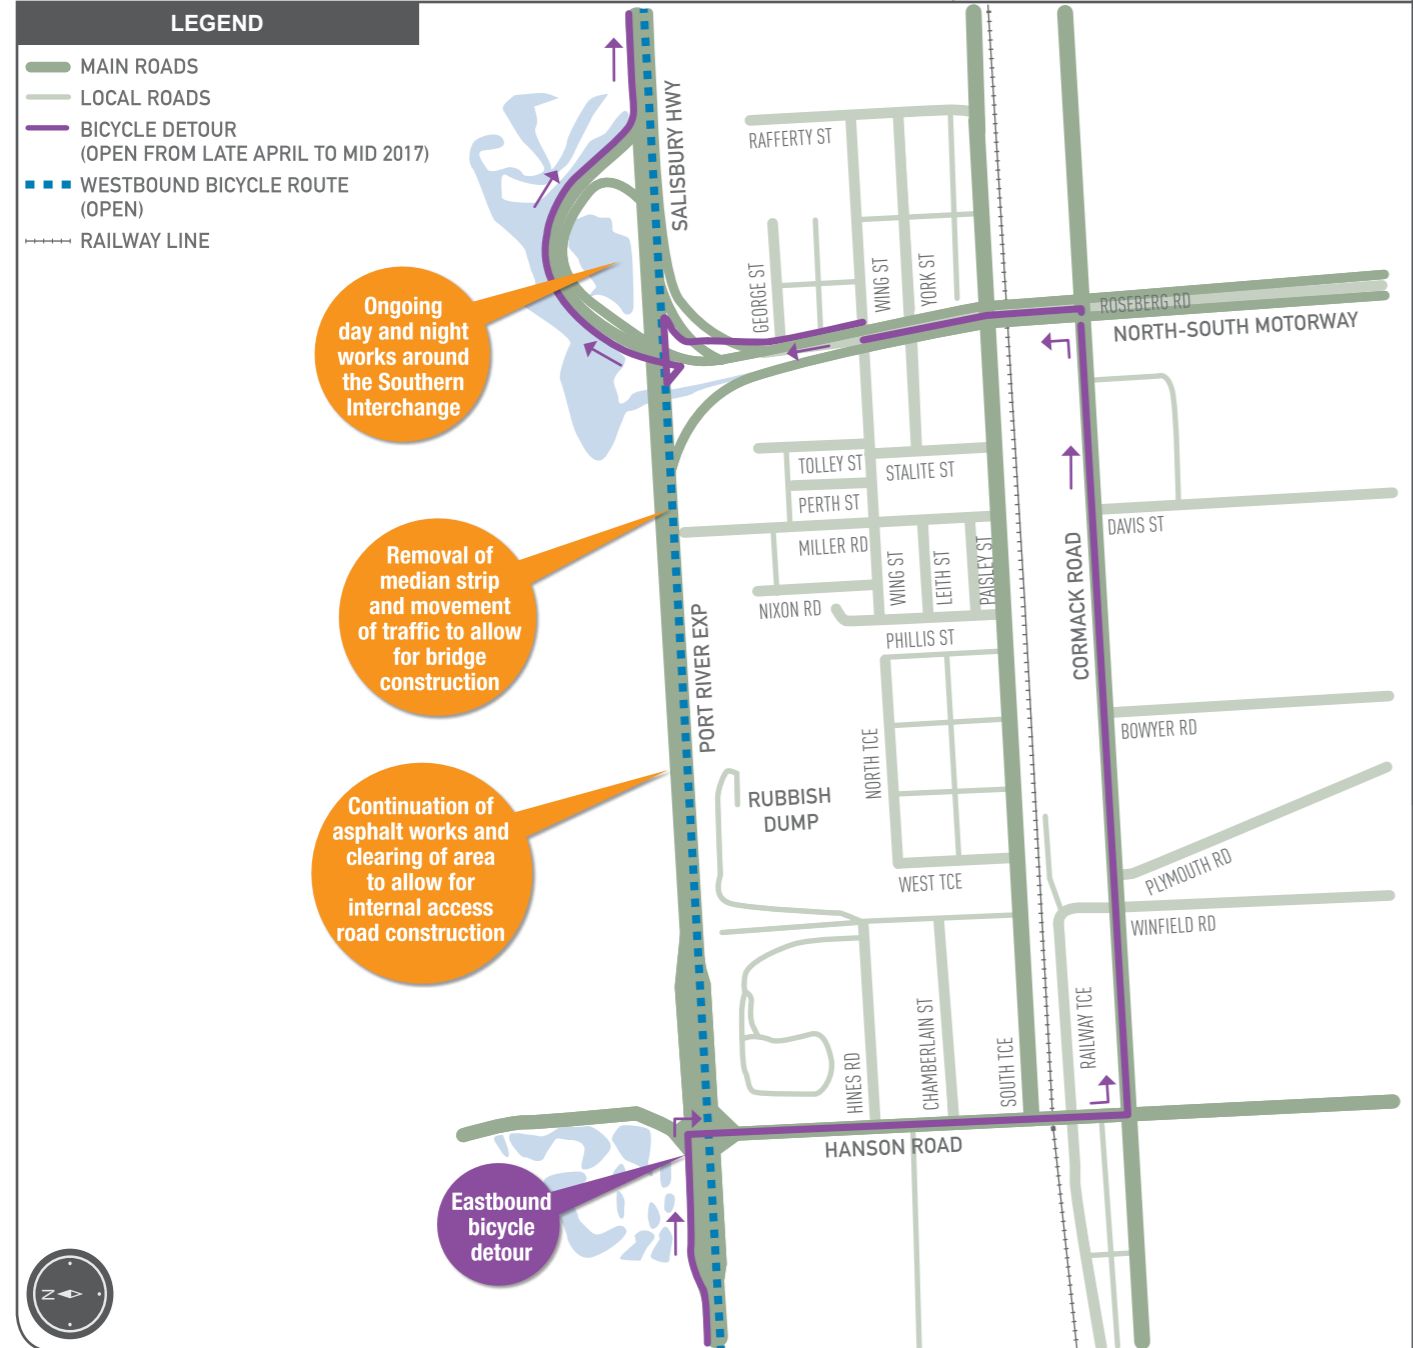 LEGEND
MAIN ROADS
LOCAL ROADS
BICYCLE DETOUR
(OPEN FROM LATE APRIL TO MID 2017)
WESTBOUND BICYCLE ROUTE
(OPEN)
RAILWAY LINE
SALISBURY HWY
RAFFERTY ST
GEORGE ST
WING ST
YORK ST
ROSEBERG RD
NORTH-SOUTH MOTORWAY
Ongoing
day and night
works around
the Southern
Interchange
TOLLEY ST
STALITE ST
PERTH ST
MILLER RD
DAVIS ST
Removal of
median strip
and movement
of traffic to allow
for bridge
construction
WING ST
LEITH ST
PAISLEY ST
NIXON RD
PHILLIS ST
CORMACK ROAD
PORT RIVER EXP
BOWYER RD
NORTH TCE
RUBBISH
DUMP
Continuation of
asphalt works and
clearing of area
to allow for
internal access
road construction
WEST TCE
PLYMOUTH RD
WINFIELD RD
HINES RD
CHAMBERLAIN ST
SOUTH TCE
RAILWAY TCE
HANSON ROAD
Eastbound
bicycle
detour
N